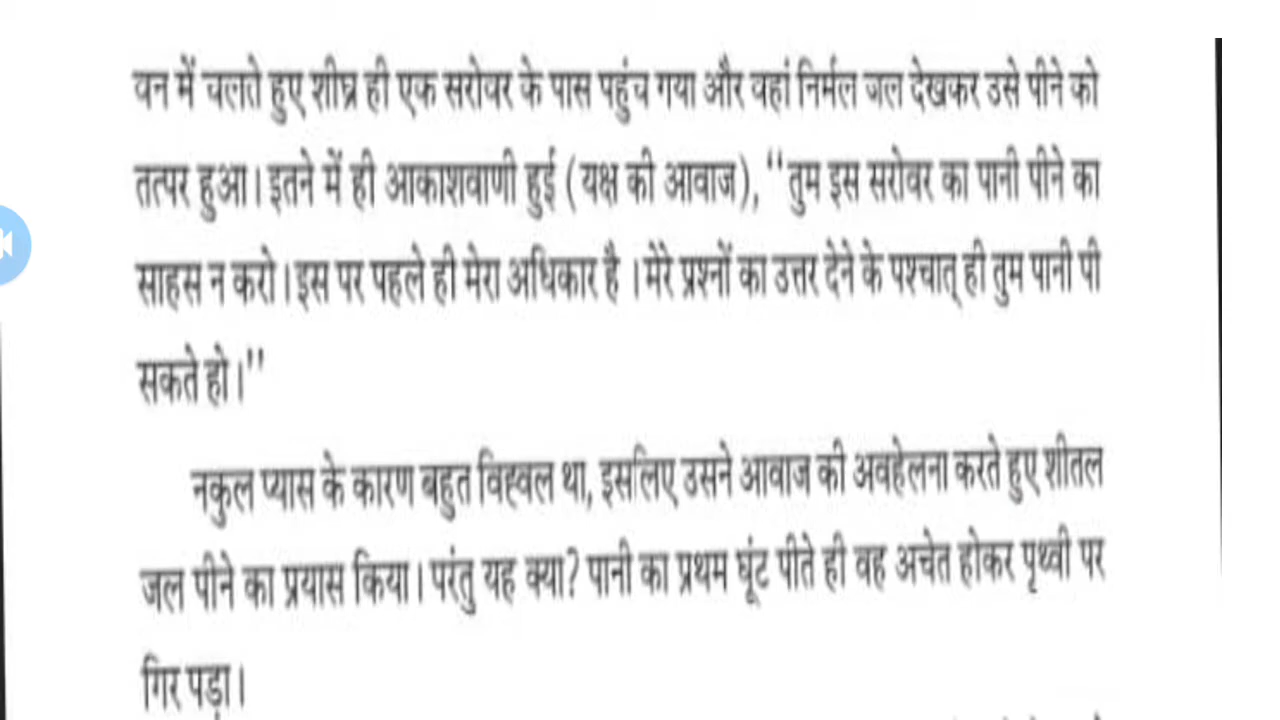 वन में चलते हुए शीघ्र ही एक सरोवर के पास पहुंच गया और वहां निर्मल जल देखकर उसे पीने को
तत्पर हुआ। इतने में ही आकाशवाणी हुई (यक्ष की आवाज), "तुम इस सरोवर का पानी पीने का
साहस न करो। इस पर पहले ही मेरा अधिकार है । मेरे प्रश्नों का उत्तर देने के पश्चात् ही तुम पानी पी
सकते हो।"
नकुल प्यास के कारण बहुत विह्वल था, इसलिए उसने आवाज की अवहेलना करते हुए शीतल
जल पीने का प्रयास किया। परंतु यह क्या? पानी का प्रथम घूंट पीते ही वह अचेत होकर पृथ्वी पर
गिर पड़ा।